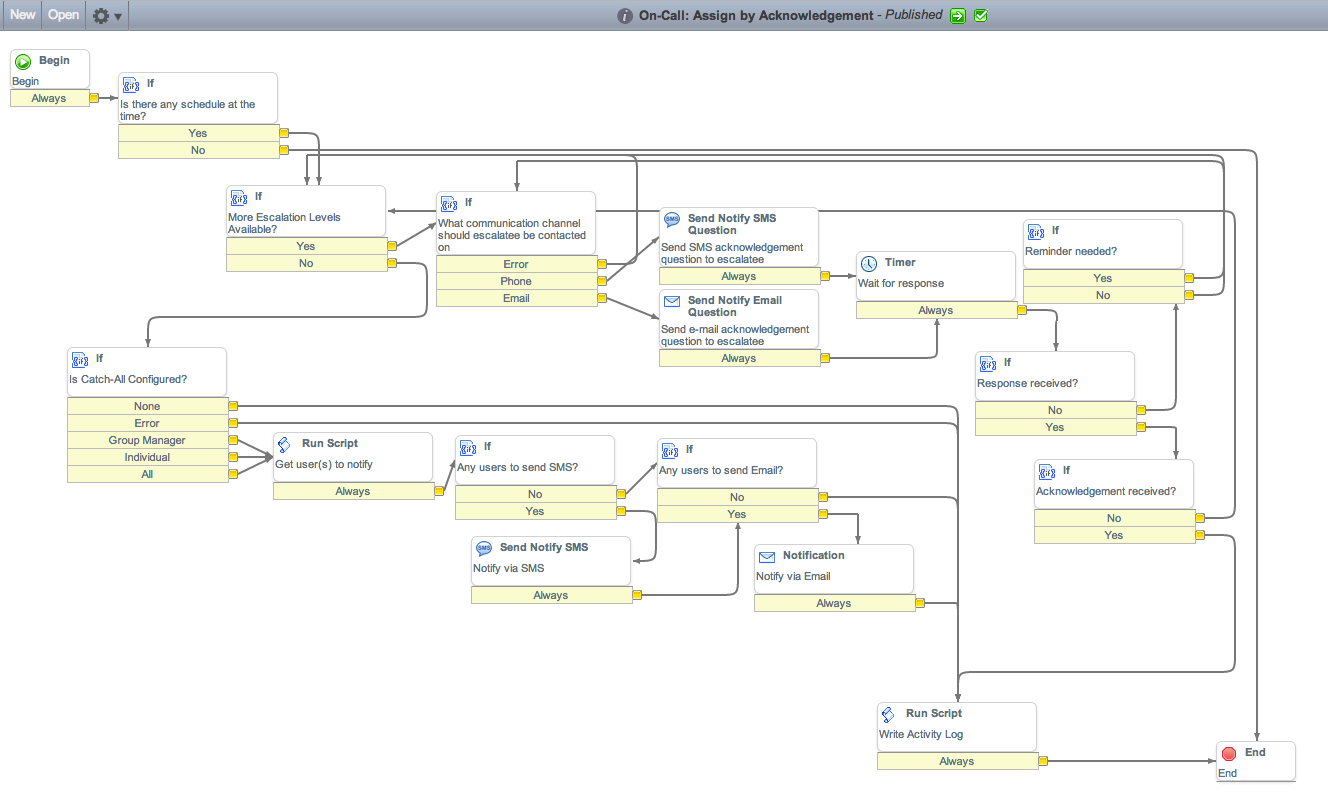 New Open
On-Call: Assign by Acknowledgement - Published
Begin
Begin
Always
If
Is there any schedule at the
time?
Yes
No
If
More Escalation Levels
Available?
Yes
No
If
What communication channel
should escalatee be contacted
on
Error
Phone
Email
SMS
Send Notify SMS
Question
Send SMS acknowledgement
question to escalatee
Always
Send Notify Email
Question
Send e-mail acknowledgement
question to escalatee
Always
Timer
Wait for response
Always
If
Reminder needed?
Yes
No
If
Response received?
No
Yes
If
Acknowledgement received?
No
Yes
If
Is Catch-All Configured?
None
Error
Group Manager
Individual
All
Run Script
Get user(s) to notify
Always
If
Any users to send SMS?
No
Yes
If
Any users to send Email?
No
Yes
SMS
Send Notify SMS
Notify via SMS
Always
Notification
Notify via Email
Always
Run Script
Write Activity Log
Always
End
End